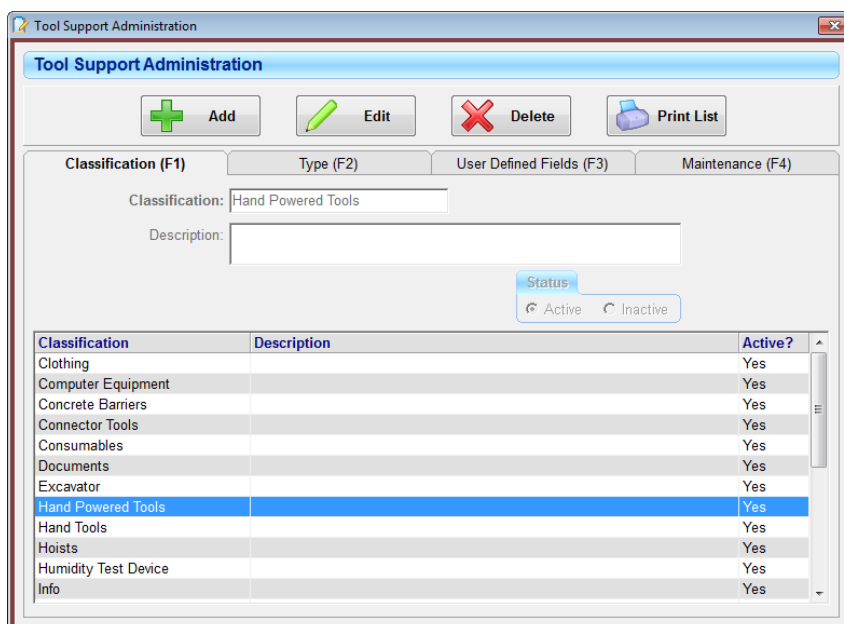 Tool Support Administration
Tool Support Administration
Add Edit Delete Print List
Classification (F1) Type (F2) User Defined Fields (F3) Maintenance (F4)
Classification: Hand Powered Tools
Description:
Status
Active Inactive
Classification Description Active?
Clothing Yes
Computer Equipment Yes
Concrete Barriers Yes
Connector Tools Yes
Consumables Yes
Documents Yes
Excavator Yes
Hand Powered Tools Yes
Hand Tools Yes
Hoists Yes
Humidity Test Device Yes
Info Yes